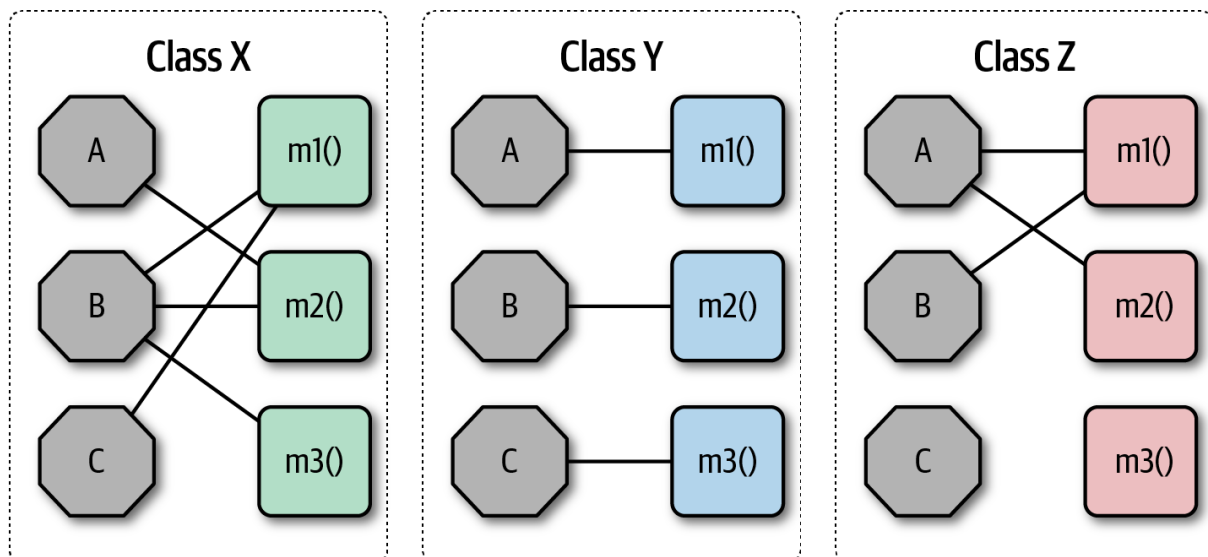 Class X
A
m1()
B
m2()
C
m3()
Class Y
A
m1()
B
m2()
C
m3()
Class Z
A
m1()
B
m2()
C
m3()